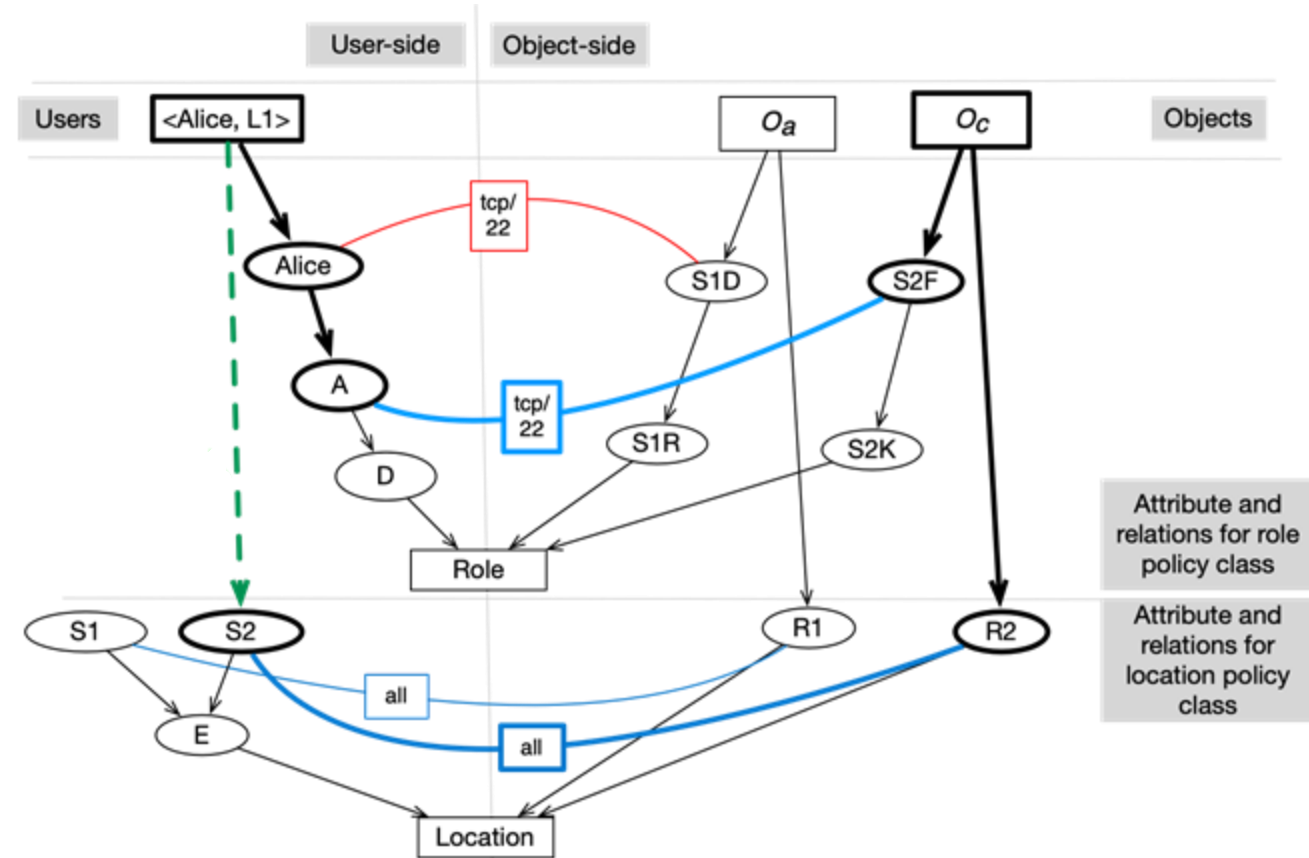 User-side
Object-side
Users
<Alice, L1>
Oa
Oc
Objects
tcp/
22
Alice
S1D
S2F
A
tcp/
22
S1R
S2K
D
Attribute and
relations for role
policy class
Role
S1
S2
R1
R2
Attribute and
relations for
location policy
class
all
E
all
Location